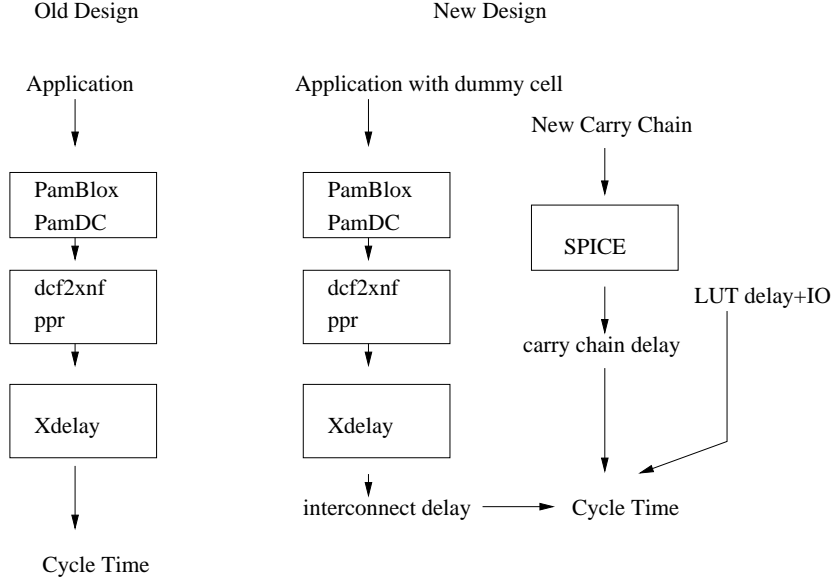 Old Design
New Design
Application
Application with dummy cell
New Carry Chain
PamBlox
PamDC
PamBlox
PamDC
SPICE
dcf2xnf
ppr
dcf2xnf
ppr
LUT delay+IO
carry chain delay
Xdelay
Xdelay
interconnect delay
Cycle Time
Cycle Time